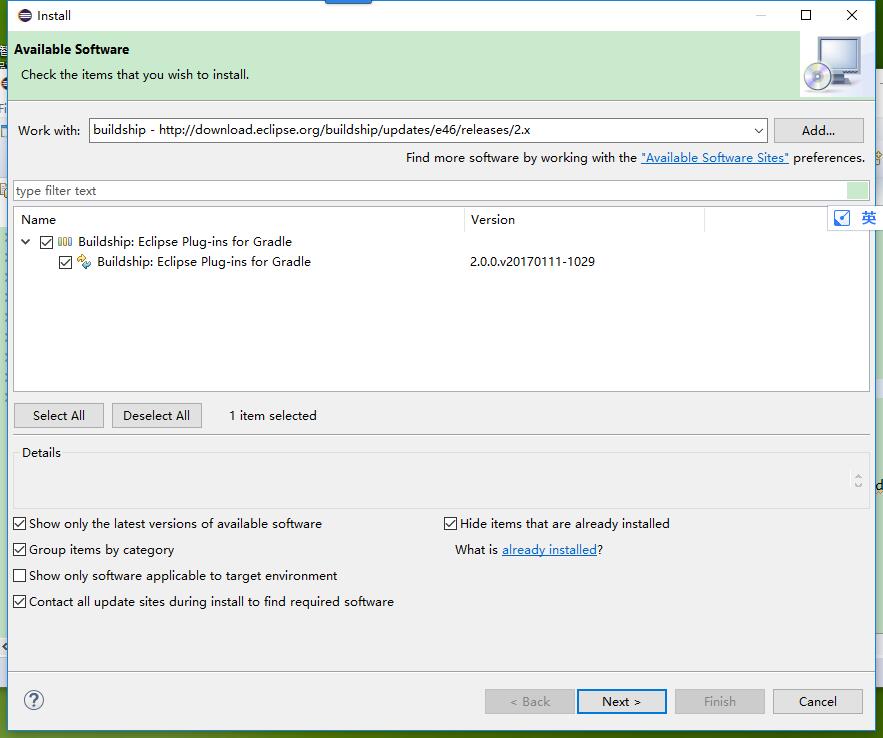 Install
Available Software
Check the items that you wish to install.
Work with: buildship - http://download.eclipse.org/buildship/updates/e46/releases/2.x Add...
Find more software by working with the "Available Software Sites" preferences.
type filter text
英
Name Version
Buildship: Eclipse Plug-ins for Gradle
Buildship: Eclipse Plug-ins for Gradle 2.0.0.v20170111-1029
Select All Deselect All 1 item selected
Details
Show only the latest versions of available software Hide items that are already installed
Group items by category What is already installed?
Show only software applicable to target environment
Contact all update sites during install to find required software
? < Back Next > Finish Cancel